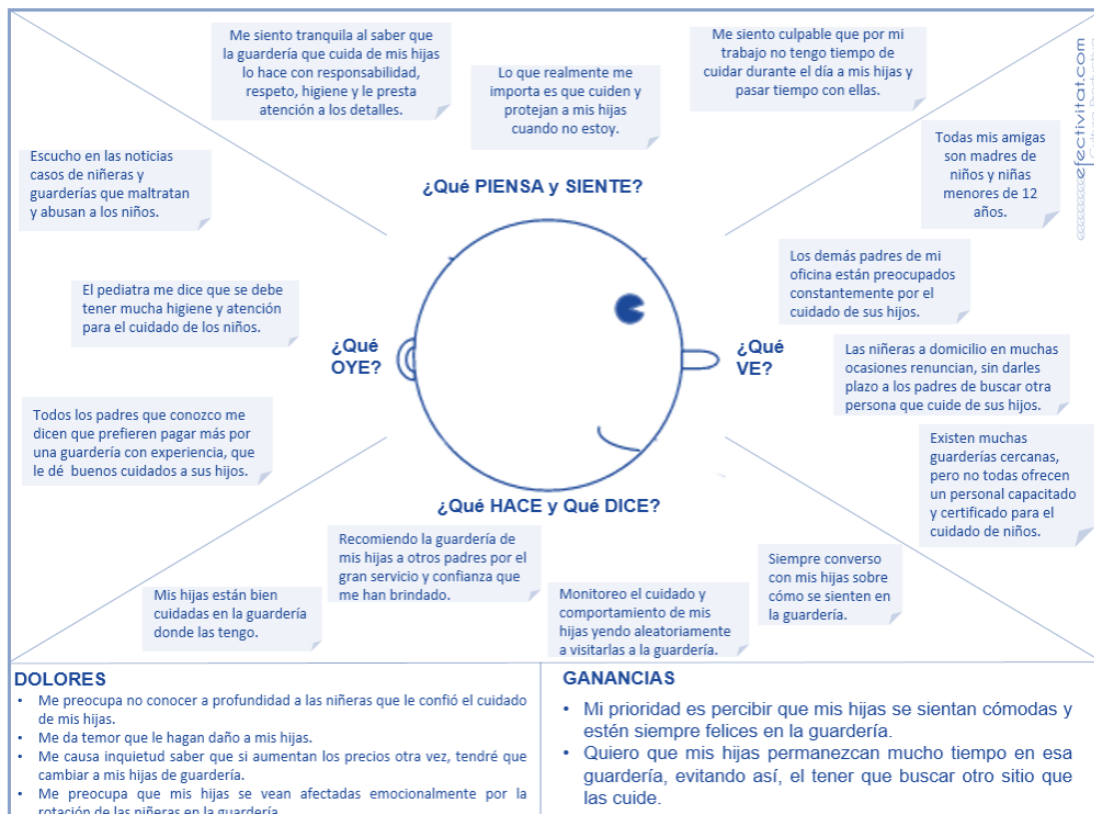 Me siento tranquila al saber que
la guardería que cuida de mis hijas
lo hace con responsabilidad,
respeto, higiene y le presta
atención a los detalles.
Lo que realmente me
importa es que cuiden y
protejan a mis hijas
cuando no estoy.
Me siento culpable que por mi
trabajo no tengo tiempo de
cuidar durante el día a mis hijas y
pasar tiempo con ellas.
efectivitat.com
Cultura Productiva
¿Qué PIENSA y SIENTE?
Escucho en las noticias
casos de niñeras y
guarderías que maltratan
y abusan a los niños.
El pediatra me dice que se debe
tener mucha higiene y atención
para el cuidado de los niños.
¿Qué
OYE?
Todos los padres que conozco me
dicen que prefieren pagar más por
una guardería con experiencia, que
le dé buenos cuidados a sus hijos.
Todas mis amigas
son madres de
niños y niñas
menores de 12
años.
Los demás padres de mi
oficina están preocupados
constantemente por el
cuidado de sus hijos.
¿Qué
VE?
Las niñeras a domicilio en muchas
ocasiones renuncian, sin darles
plazo a los padres de buscar otra
persona que cuide de sus hijos.
Existen muchas
guarderías cercanas,
pero no todas ofrecen
un personal capacitado
y certificado para el
cuidado de niños.
¿Qué HACE y Qué DICE?
Mis hijas están bien
cuidadas en la guardería
donde las tengo.
Recomiendo la guardería de
mis hijas a otros padres por el
gran servicio y confianza que
me han brindado.
Monitoreo el cuidado y
comportamiento de mis
hijas yendo aleatoriamente
a visitarlas a la guardería.
Siempre converso
con mis hijas sobre
cómo se sienten en
la guardería.
DOLORES
• Me preocupa no conocer a profundidad a las niñeras que le confió el cuidado
de mis hijas.
• Me da temor que le hagan daño a mis hijas.
• Me causa inquietud saber que si aumentan los precios otra vez, tendré que
cambiar a mis hijas de guardería.
• Me preocupa que mis hijas se vean afectadas emocionalmente por la
rotación de las niñeras en la guardería.
GANANCIAS
• Mi prioridad es percibir que mis hijas se sientan cómodas y
estén siempre felices en la guardería.
• Quiero que mis hijas permanezcan mucho tiempo en esa
guardería, evitando así, el tener que buscar otro sitio que
las cuide.